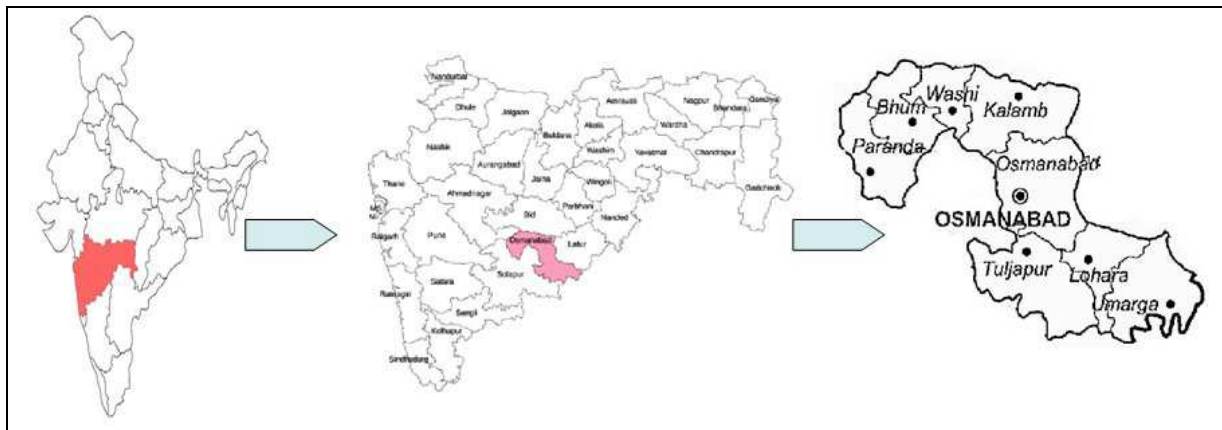 Nandurbar
Dhule
Jalgaon
Buldana
Akola
Amravati
Wardha
Nagpur
Bhandara
Gondiya
Nashik
Aurangabad
Jalna
Washim
Yavatmal
Chandrapur
Gadchiroli
Thane
Ahmadnagar
Hingoli
Parbhani
Nanded
Bid
Raigarh
Pune
Osmanabad
Latur
Satara
Solapur
Ratnagiri
Sangli
Kolhapur
Sindhudurg
Washi
Bhum
Kalamb
Paranda
Osmanabad
OSMANABAD
Tuljapur
Lohara
Umarga